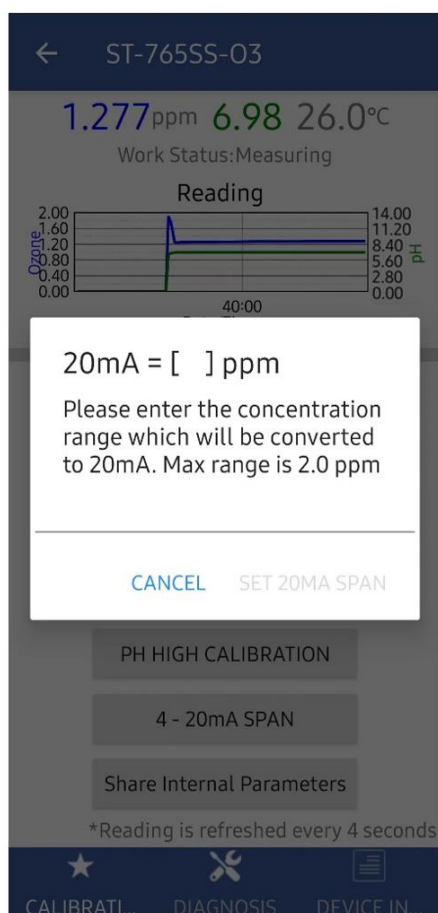 ST-765SS-O3
1.277ppm 6.98 26.0°C
Work Status:Measuring
Reading
2.00
1.60
1.20
0.80
0.40
0.00
Ozone
14.00
11.20
8.40
5.60
2.80
0.00
pH
40:00
20mA = [ ] ppm
Please enter the concentration
range which will be converted
to 20mA. Max range is 2.0 ppm
CANCEL SET 20MA SPAN
PH HIGH CALIBRATION
4 - 20mA SPAN
Share Internal Parameters
*Reading is refreshed every 4 seconds
CALIBRATI... DIAGNOSIS DEVICE IN...